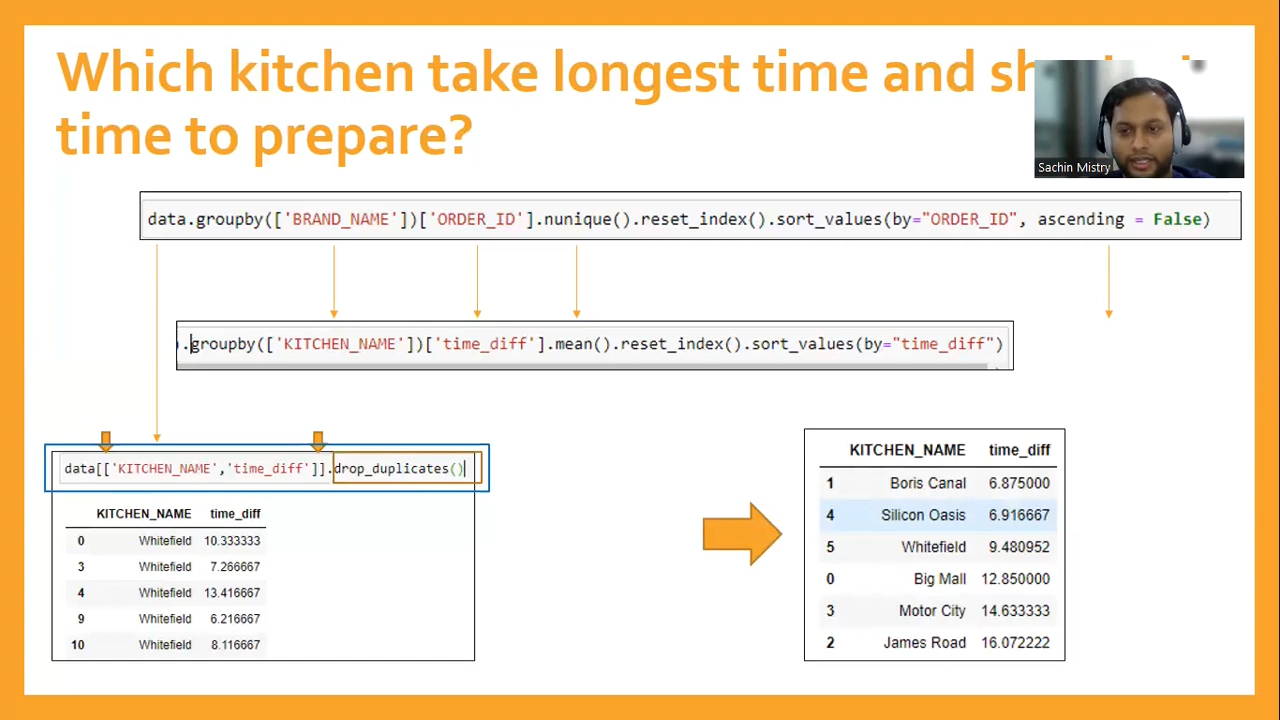 Which kitchen take longest time and
time to prepare?
Sachin Mistry
data.groupby(['BRAND_NAME'])['ORDER_ID'].nunique().reset_index().sort_values(by="ORDER_ID", ascending = False)
).groupby(['KITCHEN_NAME'])['time_diff'].mean().reset_index().sort_values(by="time_diff")
data[['KITCHEN_NAME','time_diff']].drop_duplicates()
KITCHEN_NAME time_diff
0 Whitefield 10.333333
3 Whitefield 7.266667
4 Whitefield 13.416667
9 Whitefield 6.216667
10 Whitefield 8.116667
KITCHEN_NAME time_diff
1 Boris Canal 6.875000
4 Silicon Oasis 6.916667
5 Whitefield 9.480952
0 Big Mall 12.850000
3 Motor City 14.633333
2 James Road 16.072222